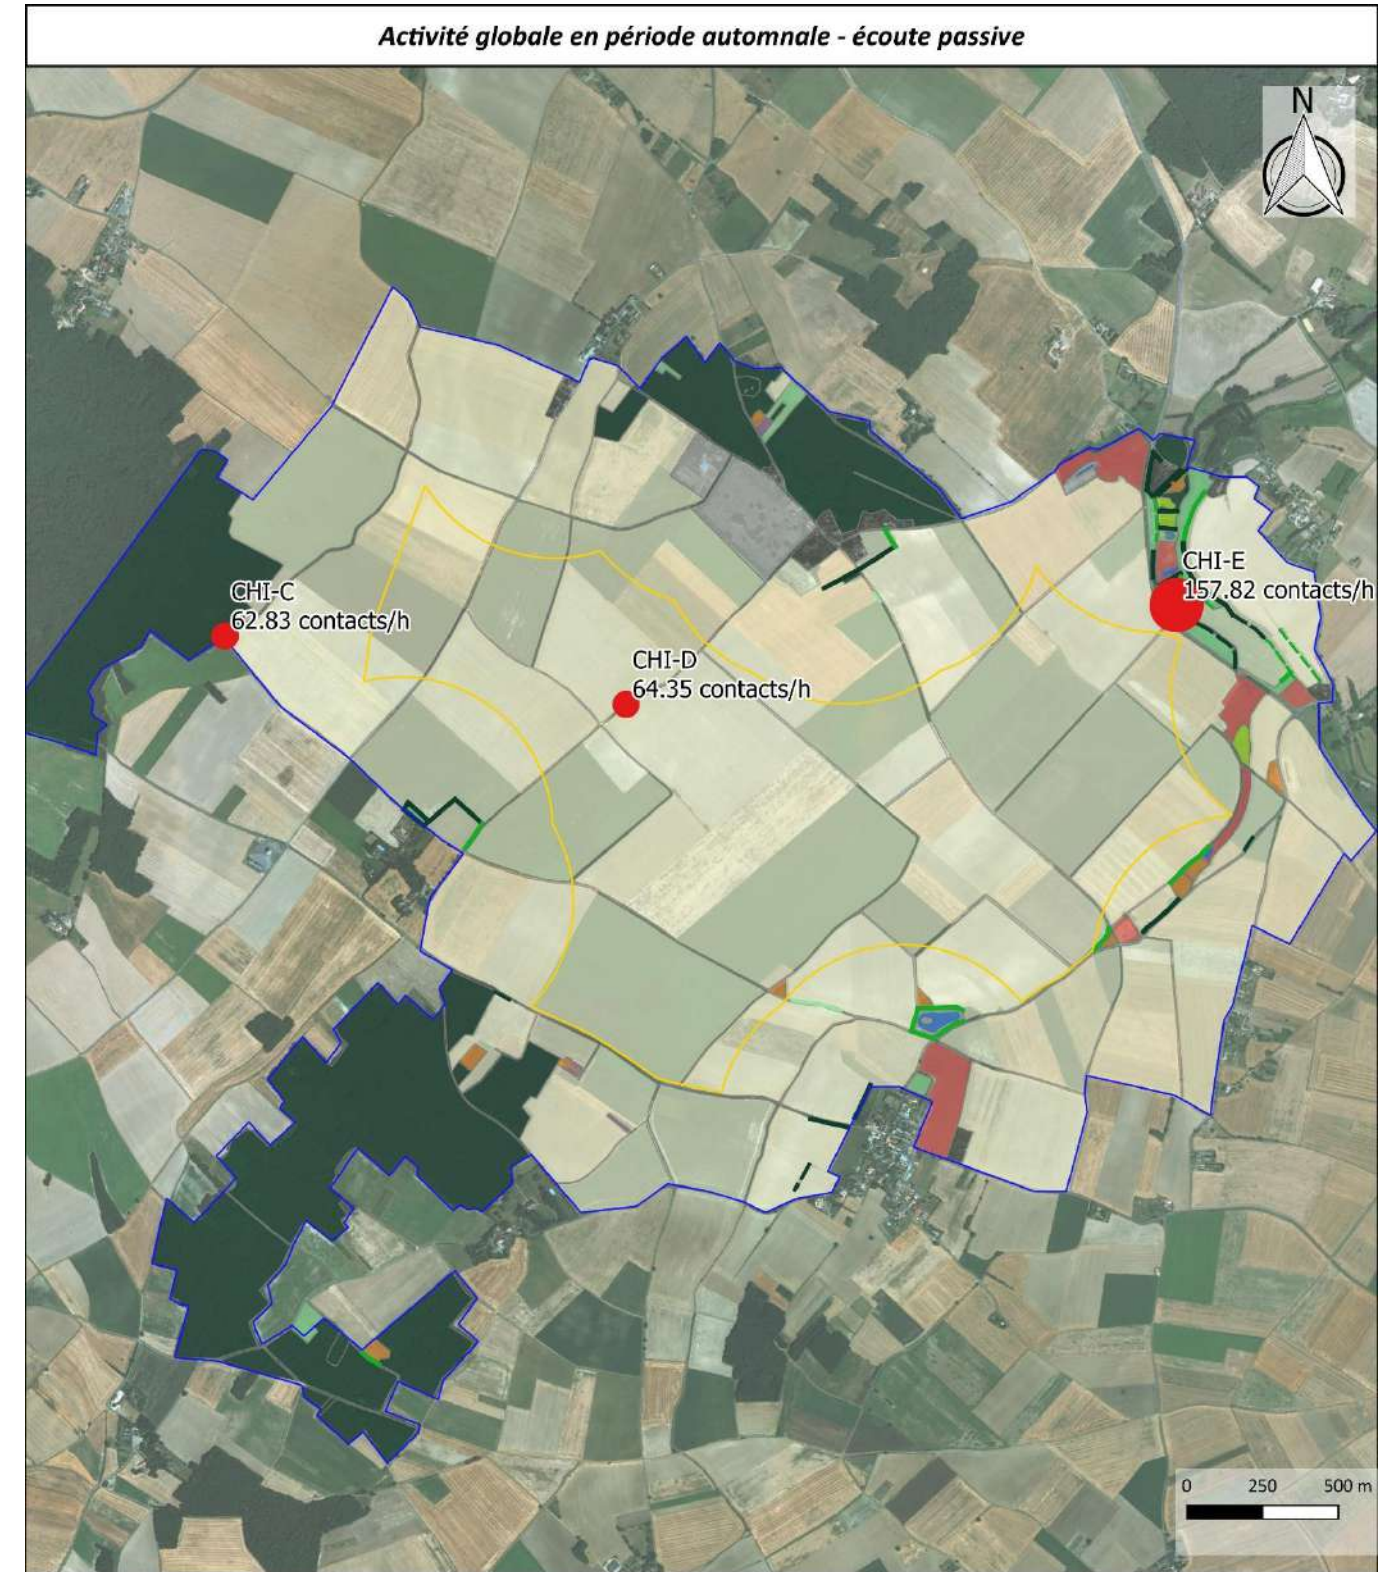 Activité globale en période automnale - écoute passive
N
CHI-E
157.82 contacts/h
CHI-C
62.83 contacts/h
CHI-D
64.35 contacts/h
0 250 500 m